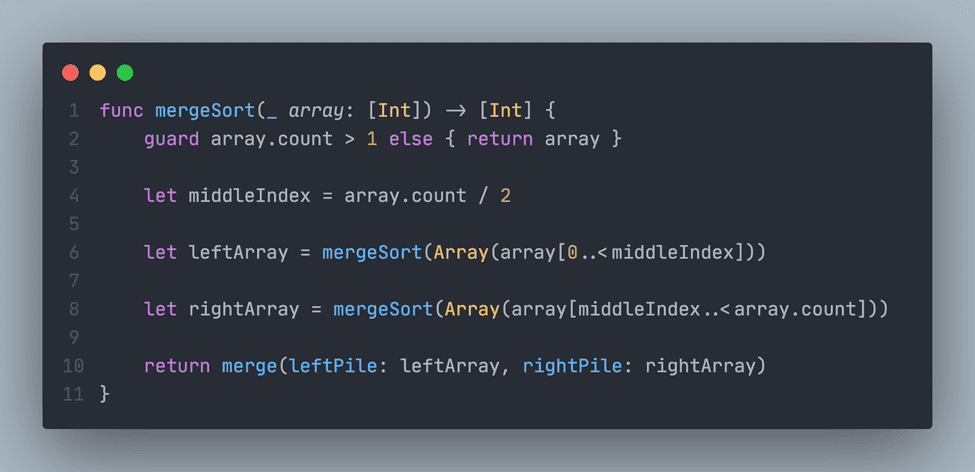 1 func mergeSort(_ array: [Int]) -> [Int] {
2     guard array.count > 1 else { return array }
3
4     let middleIndex = array.count / 2
5
6     let leftArray = mergeSort(Array(array[0..<middleIndex]))
7
8     let rightArray = mergeSort(Array(array[middleIndex..<array.count]))
9
10     return merge(leftPile: leftArray, rightPile: rightArray)
11 }